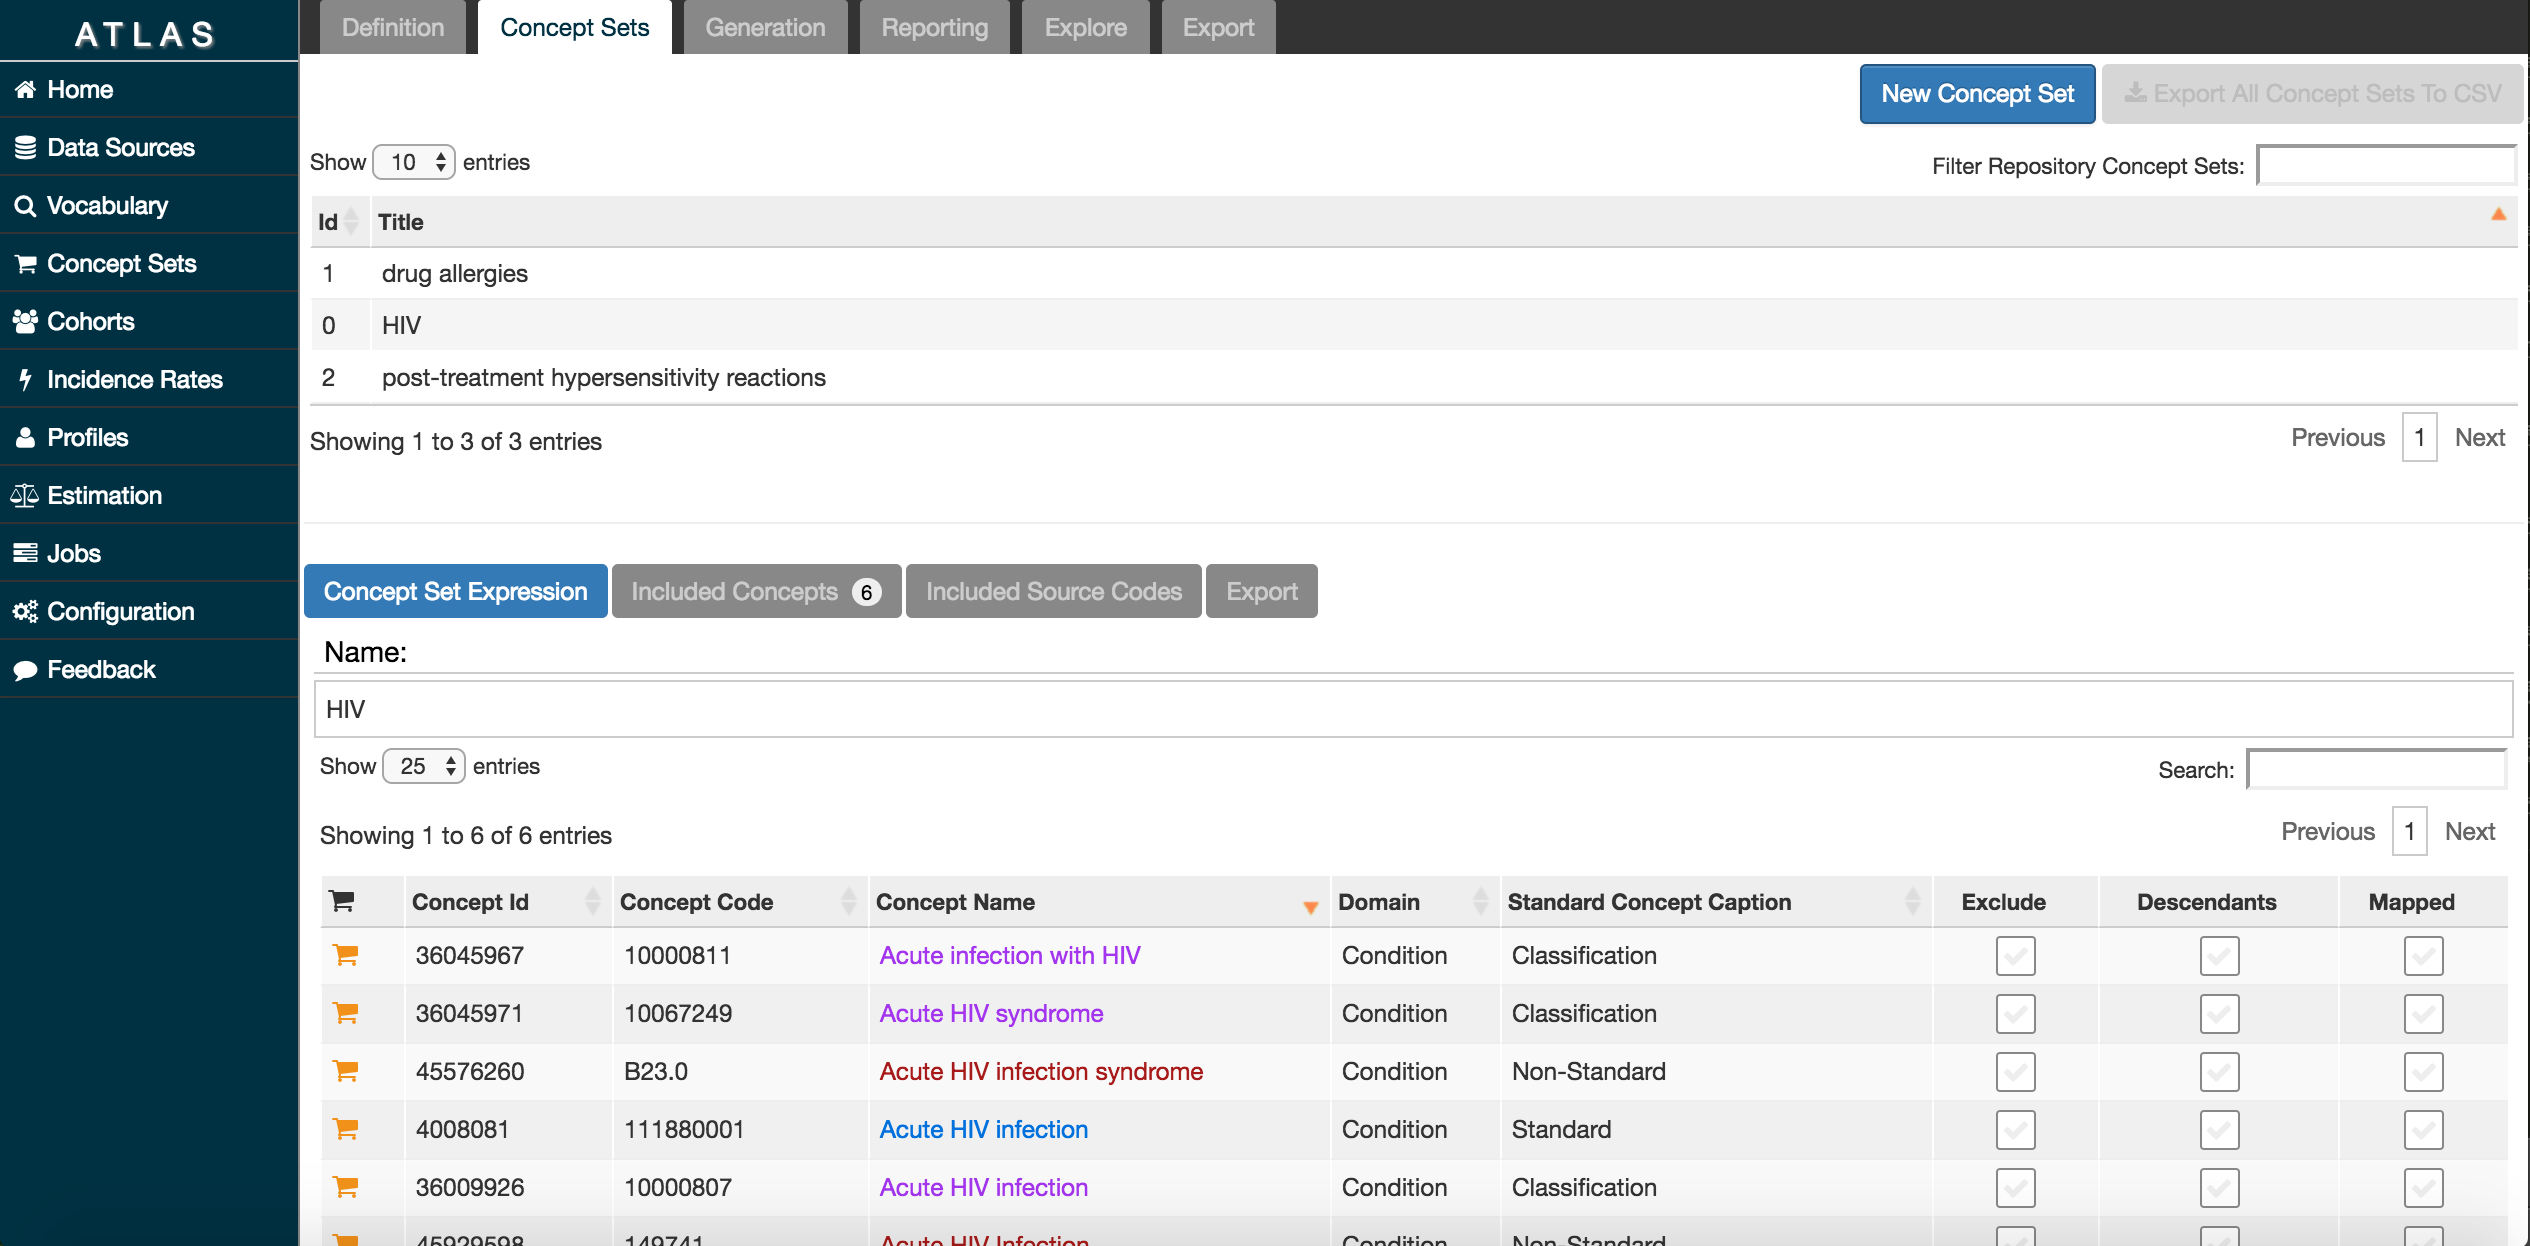 ATLAS
Home
Data Sources
Vocabulary
Concept Sets
Cohorts
Incidence Rates
Profiles
Estimation
Jobs
Configuration
Feedback
Definition Concept Sets Generation Reporting Explore Export
New Concept Set Export All Concept Sets To CSV
Show 10 entries Filter Repository Concept Sets:
Id Title
1 drug allergies
0 HIV
2 post-treatment hypersensitivity reactions
Showing 1 to 3 of 3 entries Previous 1 Next
Concept Set Expression Included Concepts 6 Included Source Codes Export
Name:
HIV
Show 25 entries Search:
Showing 1 to 6 of 6 entries Previous 1 Next
Concept Id Concept Code Concept Name Domain Standard Concept Caption Exclude Descendants Mapped
36045967 10000811 Acute infection with HIV Condition Classification
36045971 10067249 Acute HIV syndrome Condition Classification
45576260 B23.0 Acute HIV infection syndrome Condition Non-Standard
4008081 111880001 Acute HIV infection Condition Standard
36009926 10000807 Acute HIV infection Condition Classification
45929598 149741 Acute HIV Infection Condition Non-Standard